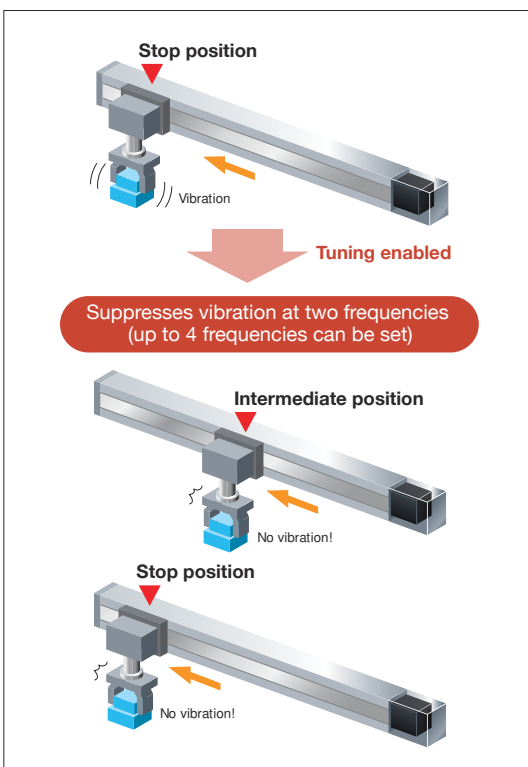 Stop position
Vibration
Tuning enabled
Suppresses vibration at two frequencies
(up to 4 frequencies can be set)
Intermediate position
No vibration!
Stop position
No vibration!